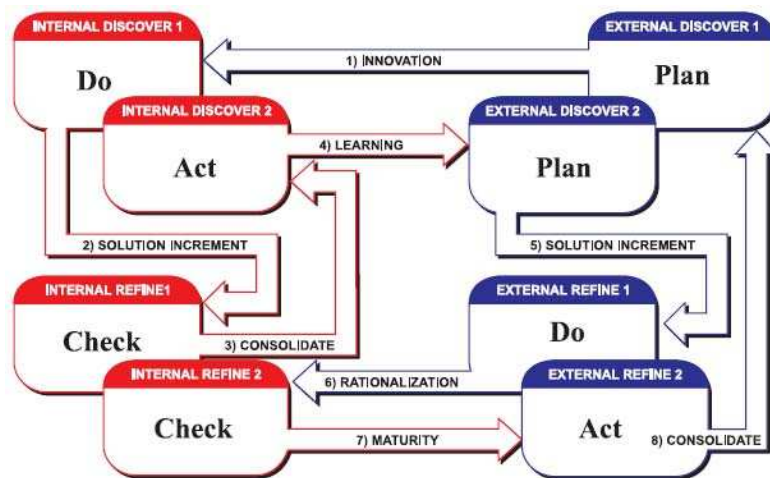 INTERNAL DISCOVER 1
EXTERNAL DISCOVER 1
Do
1) INNOVATION
Plan
INTERNAL DISCOVER 2
EXTERNAL DISCOVER 2
Act
4) LEARNING
Plan
2) SOLUTION INCREMENT
5) SOLUTION INCREMENT
INTERNAL REFINE1
EXTERNAL REFINE 1
Check
3) CONSOLIDATE
Do
INTERNAL REFINE 2
6) RATIONALIZATION
EXTERNAL REFINE 2
Check
7) MATURITY
Act
8) CONSOLIDATE